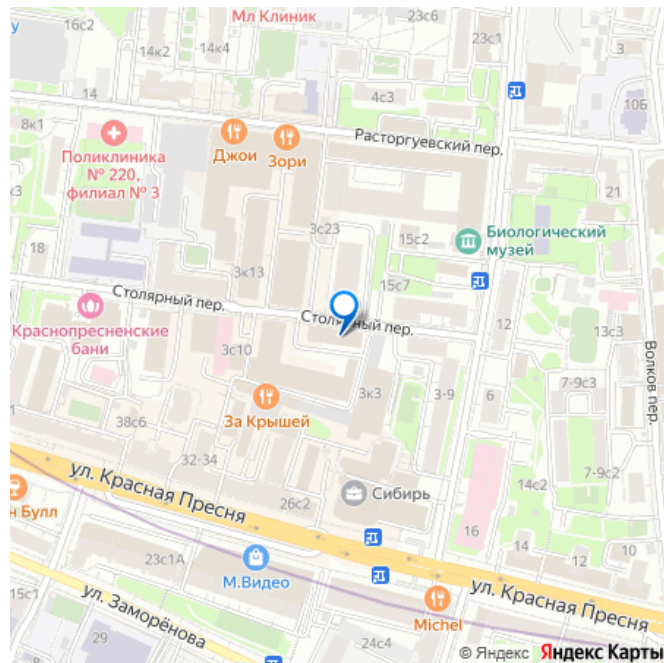 у
16с2
Мл Клиник
23с6
14к2
14к4
23с1
3
14
4с3
10Б
8к1
Расторгуевский пер.
Поликлиника
№ 220,
филиал № 3
Джои
Зори
21
3с23
15с2
Биологический
музей
18
3к13
15с7
Столярный пер.
Столярный пер.
Краснопресненские
бани
12
13с3
Волков пер.
3с10
3к3
3-9
6
7-9с3
За Крышей
38с6
32-34
7-9с2
ул. Красная Пресня
26с2
Сибирь
14с2
н Булл
16
14
12
10
23с1А
М.Видео
15с1
ул. Заморёнова
ул. Красная Пресня
Michel
29
24с4
© Яндекс Яндекс Карты